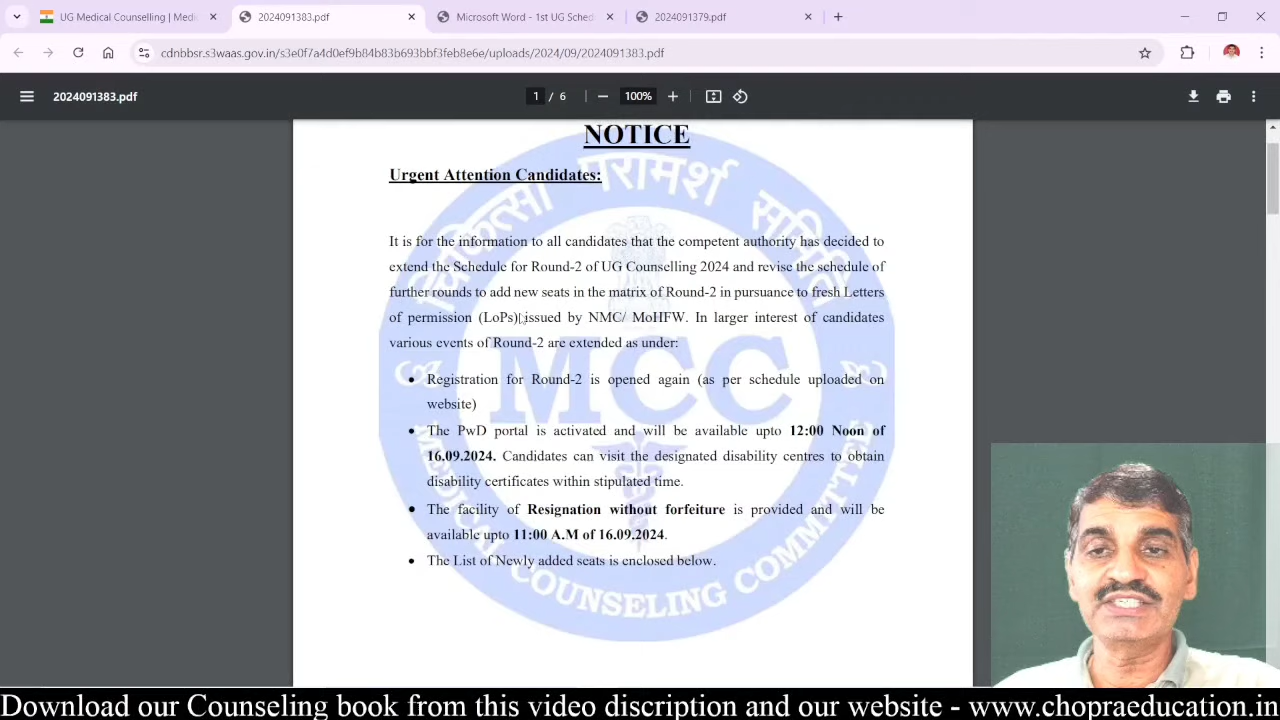 UG Medical Counselling | Medi
2024091383.pdf
Microsoft Word - 1st UG Sched
2024091379.pdf
cdnbbsr.s3waas.gov.in/s3e0f7a4d0ef9b84b83b693bbf3feb8e6e/uploads/2024/09/2024091383.pdf
2024091383.pdf
1 / 6
100%
NOTICE
Urgent Attention Candidates:
It is for the information to all candidates that the competent authority has decided to
extend the Schedule for Round-2 of UG Counselling 2024 and revise the schedule of
further rounds to add new seats in the matrix of Round-2 in pursuance to fresh Letters
of permission (LoPs) issued by NMC/ MoHFW. In larger interest of candidates
various events of Round-2 are extended as under:
• Registration for Round-2 is opened again (as per schedule uploaded on
website)
• The PwD portal is activated and will be available upto 12:00 Noon of
16.09.2024. Candidates can visit the designated disability centres to obtain
disability certificates within stipulated time.
• The facility of Resignation without forfeiture is provided and will be
available upto 11:00 A.M of 16.09.2024.
• The List of Newly added seats is enclosed below.
चिकित्सा परामर्श समिति
MCC
MEDICAL COUNSELING COMMITTEE
Download our Counseling book from this video discription and our website - www.chopraeducation.in